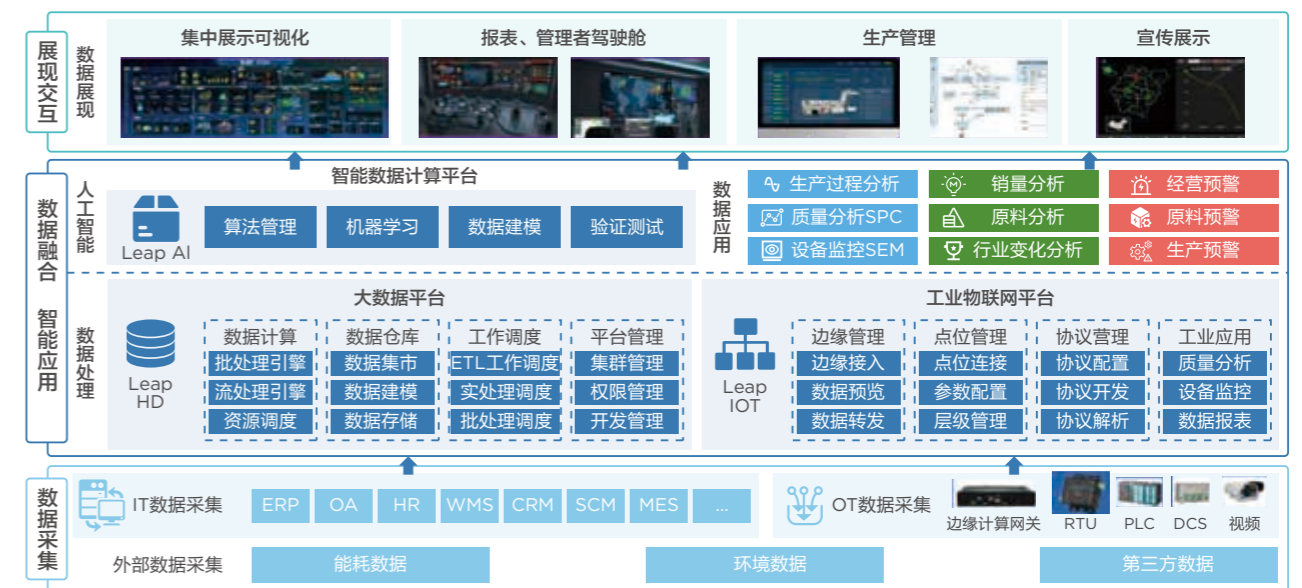 展现交互
数据展现
集中展示可视化
报表、管理者驾驶舱
生产管理
宣传展示
数据融合 智能应用
人工智能
智能数据计算平台
Leap AI
算法管理
机器学习
数据建模
验证测试
数据应用
生产过程分析
销量分析
经营预警
质量分析SPC
原料分析
原料预警
设备监控SEM
行业变化分析
生产预警
数据处理
大数据平台
Leap
HD
数据计算
批处理引擎
流处理引擎
资源调度
数据仓库
数据集市
数据建模
数据存储
工作调度
ETL工作调度
实处理调度
批处理调度
平台管理
集群管理
权限管理
开发管理
工业物联网平台
Leap
IOT
边缘管理
边缘接入
数据预览
数据转发
点位管理
点位连接
参数配置
层级管理
协议营理
协议配置
协议开发
协议解析
工业应用
质量分析
设备监控
数据报表
数据采集
IT数据采集
ERP
OA
HR
WMS
CRM
SCM
MES
...
OT数据采集
边缘计算网关
RTU
PLC
DCS
视频
外部数据采集
能耗数据
环境数据
第三方数据